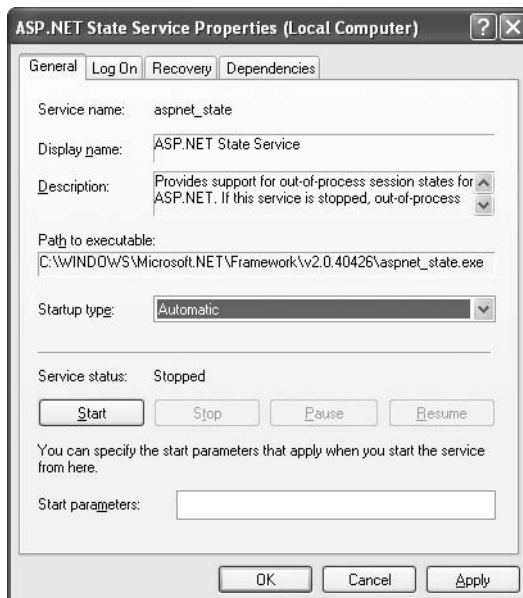 ASP.NET State Service Properties (Local Computer)
General Log On Recovery Dependencies
Service name: aspnet_state
Display name: ASP.NET State Service
Description: Provides support for out-of-process session states for
ASP.NET. If this service is stopped, out-of-process
Path to executable:
C:\WINDOWS\Microsoft.NET\Framework\v2.0.40426\aspnet_state.exe
Startup type: Automatic
Service status: Stopped
Start Stop Pause Resume
You can specify the start parameters that apply when you start the service
from here.
Start parameters:
OK Cancel Apply